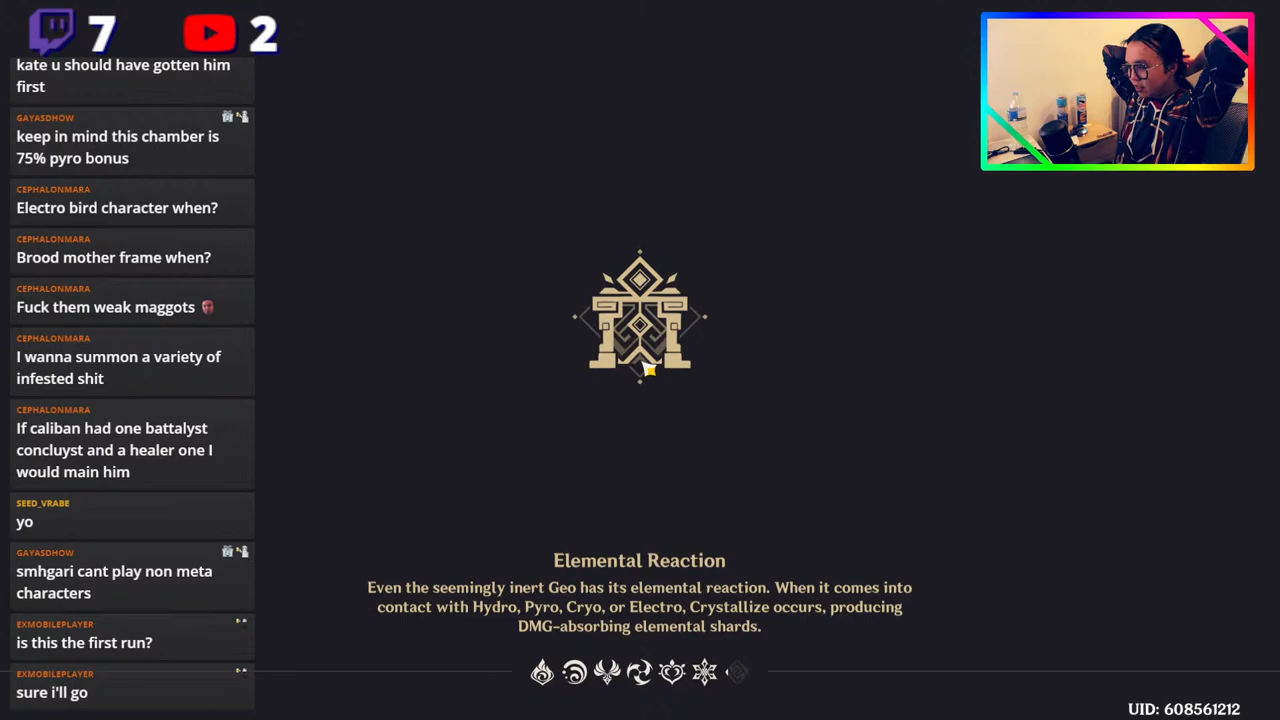 7
2
kate u should have gotten him
first
GAYASDHOW
keep in mind this chamber is
75% pyro bonus
CEPHALONMARA
Electro bird character when?
CEPHALONMARA
Brood mother frame when?
CEPHALONMARA
Fuck them weak maggots
CEPHALONMARA
I wanna summon a variety of
infested shit
CEPHALONMARA
If caliban had one battalyst
concluyst and a healer one I
would main him
SEED_VRABE
yo
GAYASDHOW
smhgari cant play non meta
characters
EXMOBILEPLAYER
is this the first run?
EXMOBILEPLAYER
sure i'll go
Elemental Reaction
Even the seemingly inert Geo has its elemental reaction. When it comes into
contact with Hydro, Pyro, Cryo, or Electro, Crystallize occurs, producing
DMG-absorbing elemental shards.
UID: 608561212